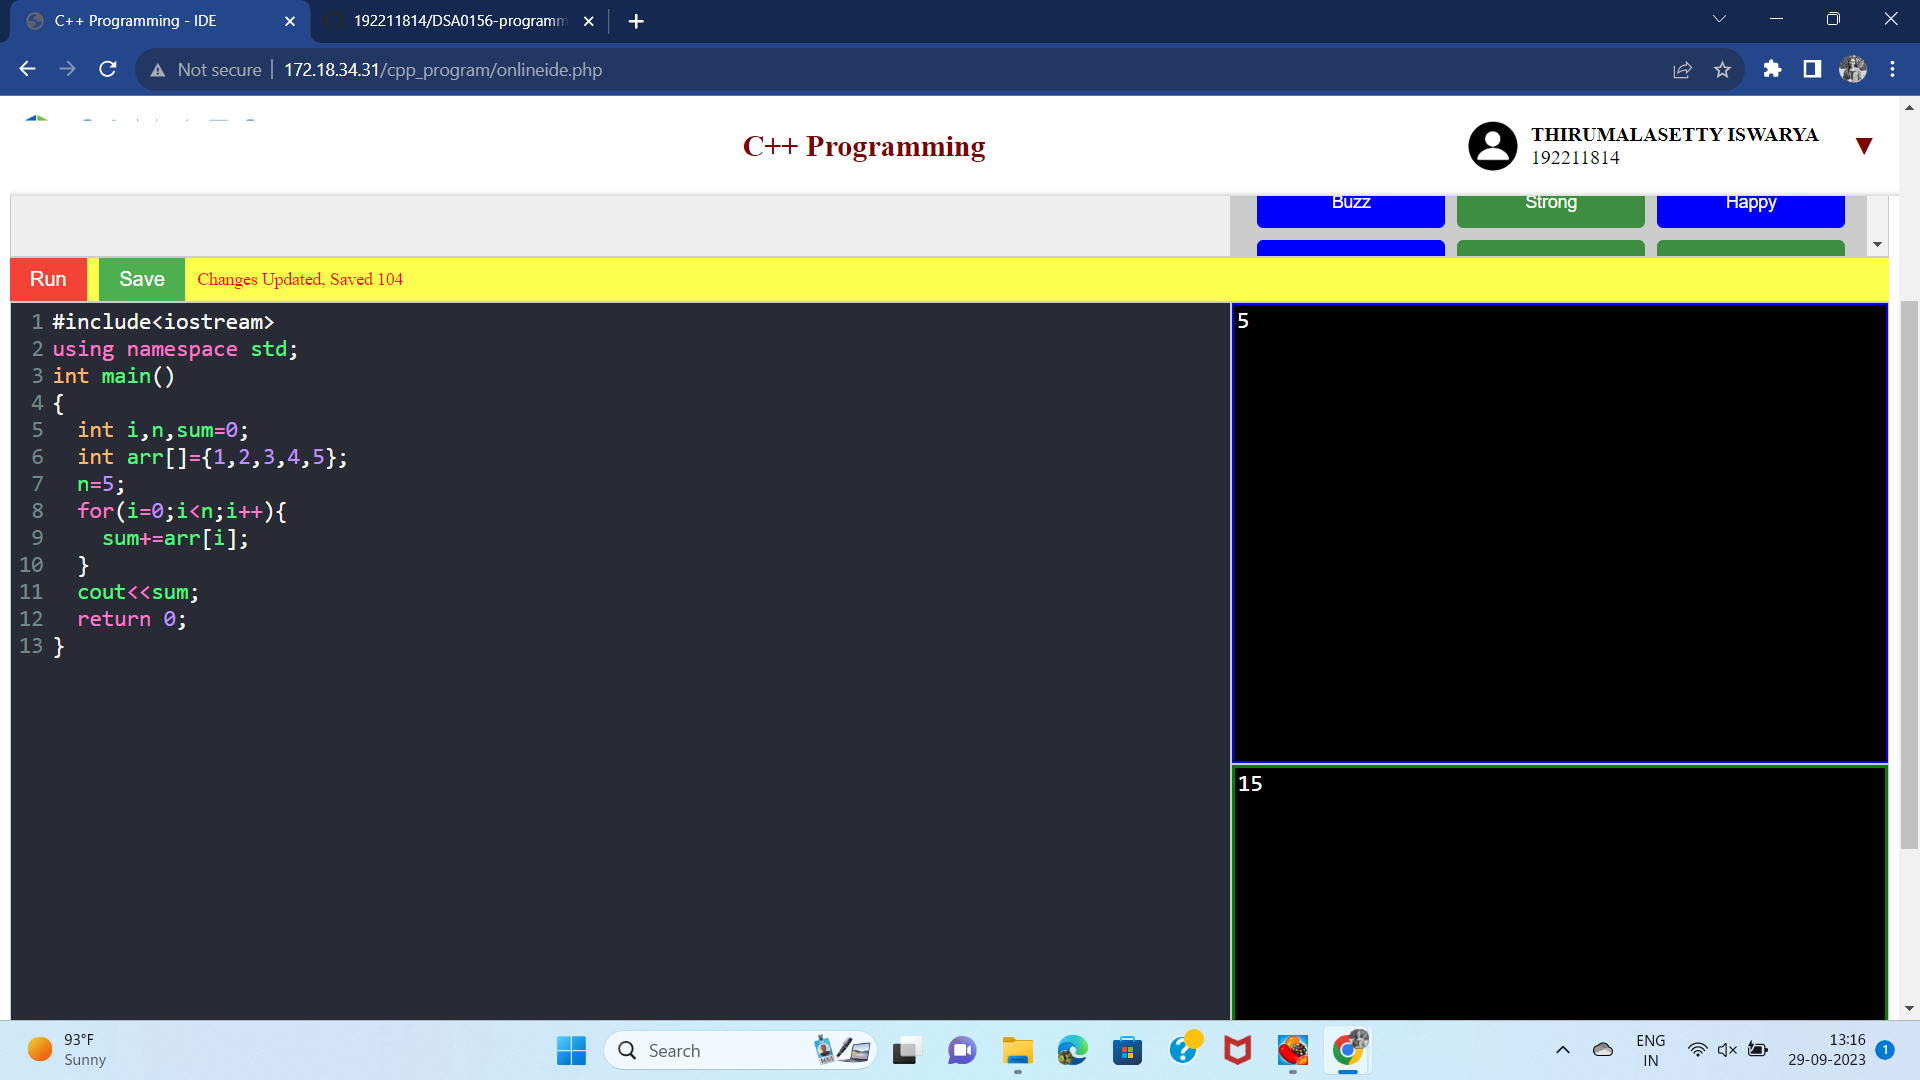 C++ Programming - IDE
192211814/DSA0156-programm
Not secure
172.18.34.31/cpp_program/onlineide.php
C++ Programming
THIRUMALASETTY ISWARYA
192211814
Buzz
Strong
Happy
Run
Save
Changes Updated, Saved 104
1 #include<iostream>
2 using namespace std;
3 int main()
4 {
5 int i,n,sum=0;
6 int arr[]={1,2,3,4,5};
7 n=5;
8 for(i=0;i<n;i++){
9 sum+=arr[i];
10 }
11 cout<<sum;
12 return 0;
13 }
5
15
93°F
Sunny
Search
ENG
IN
13:16
29-09-2023
1